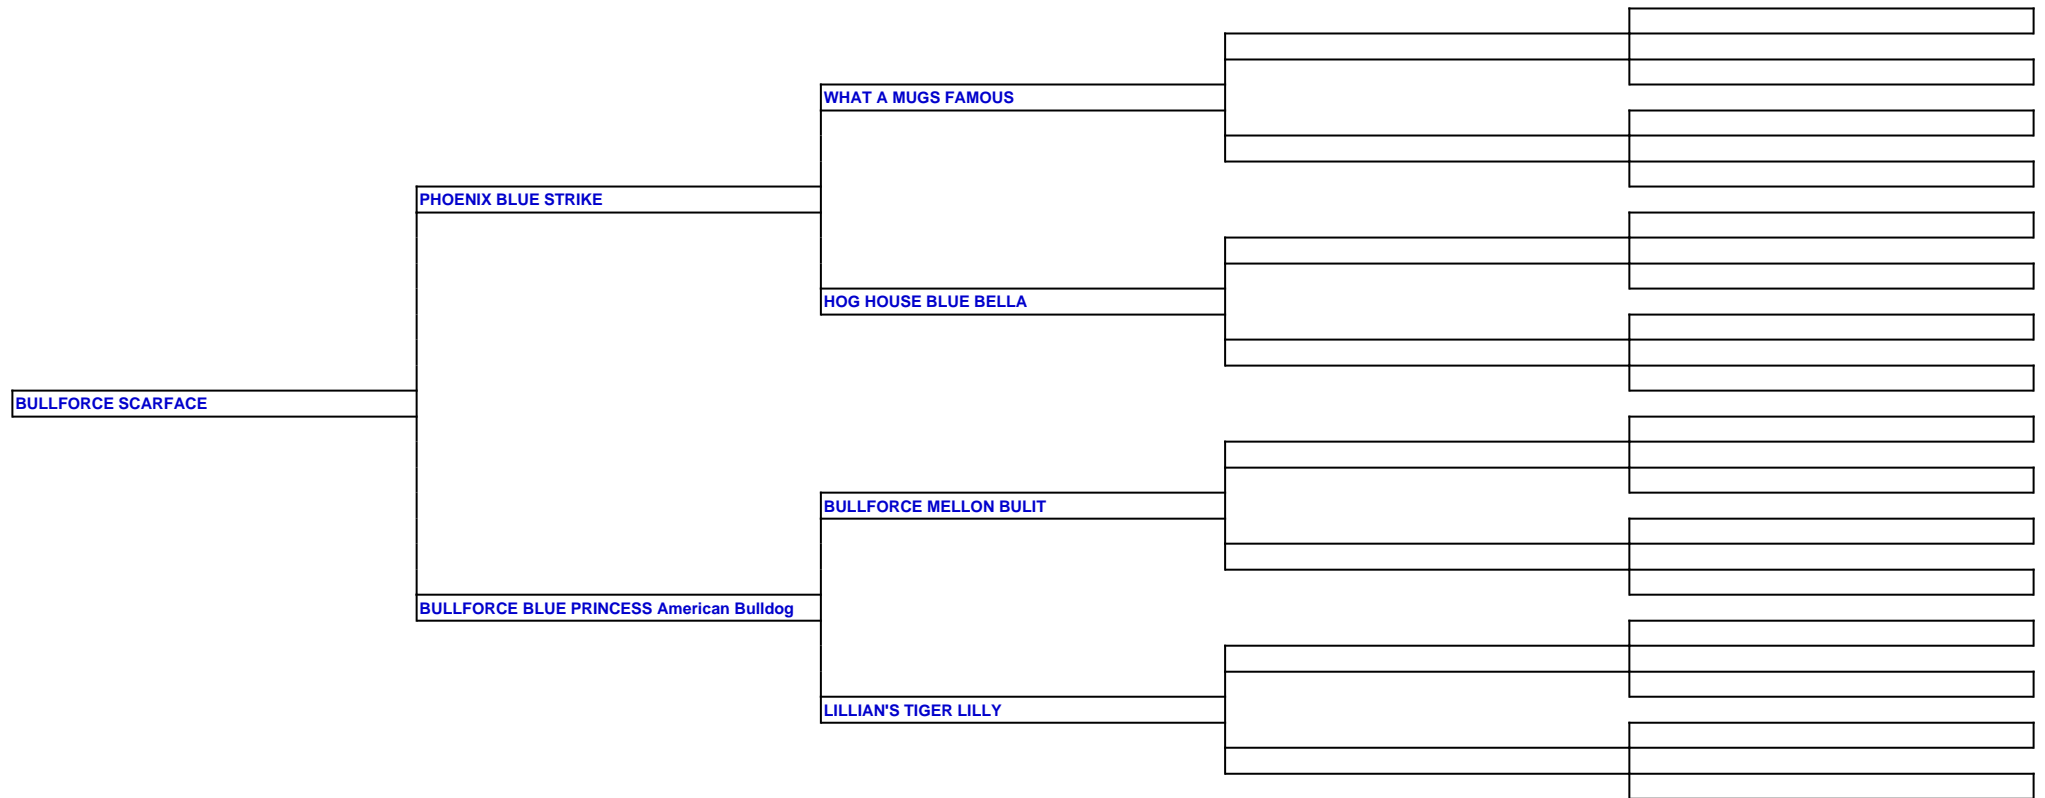 WHAT A MUGS FAMOUS
PHOENIX BLUE STRIKE
HOG HOUSE BLUE BELLA
BULLFORCE SCARFACE
BULLFORCE MELLON BULIT
BULLFORCE BLUE PRINCESS American Bulldog
LILLIAN'S TIGER LILLY